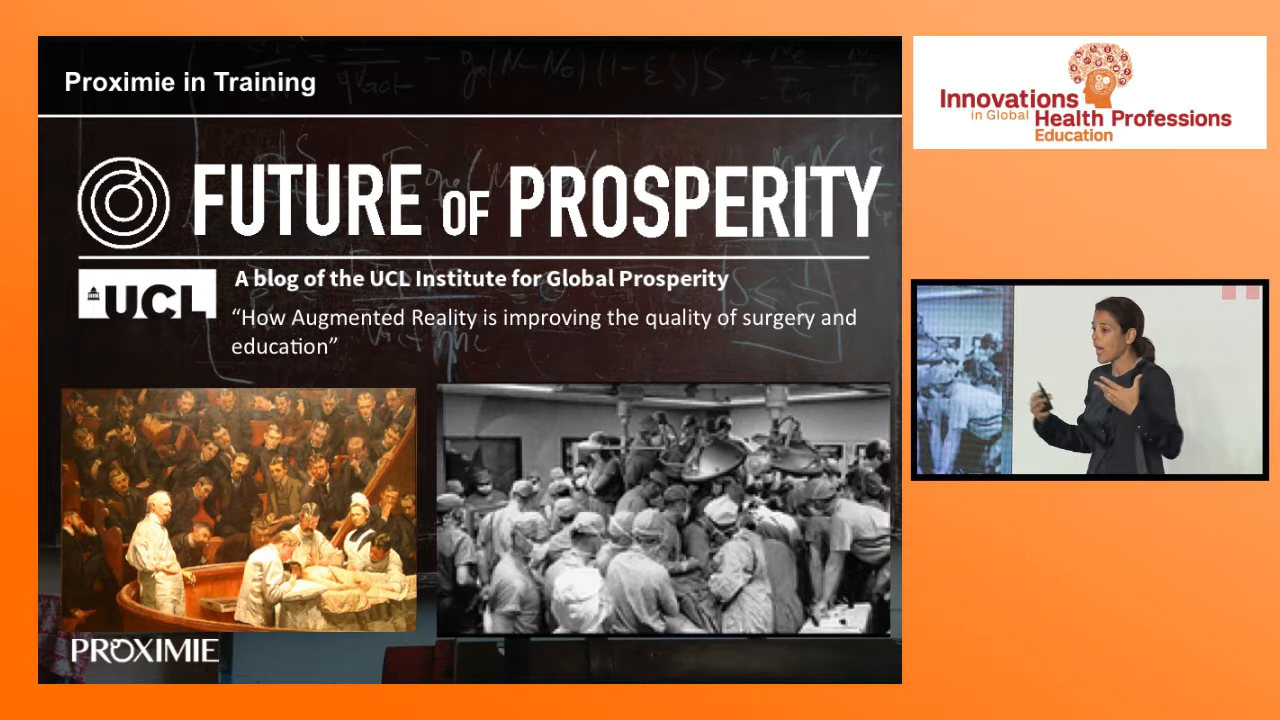 Proximie in Training
FUTURE OF PROSPERITY
UCL
A blog of the UCL Institute for Global Prosperity
“How Augmented Reality is improving the quality of surgery and
education”
PROXIMIE
Innovations
in Global Health Professions
Education